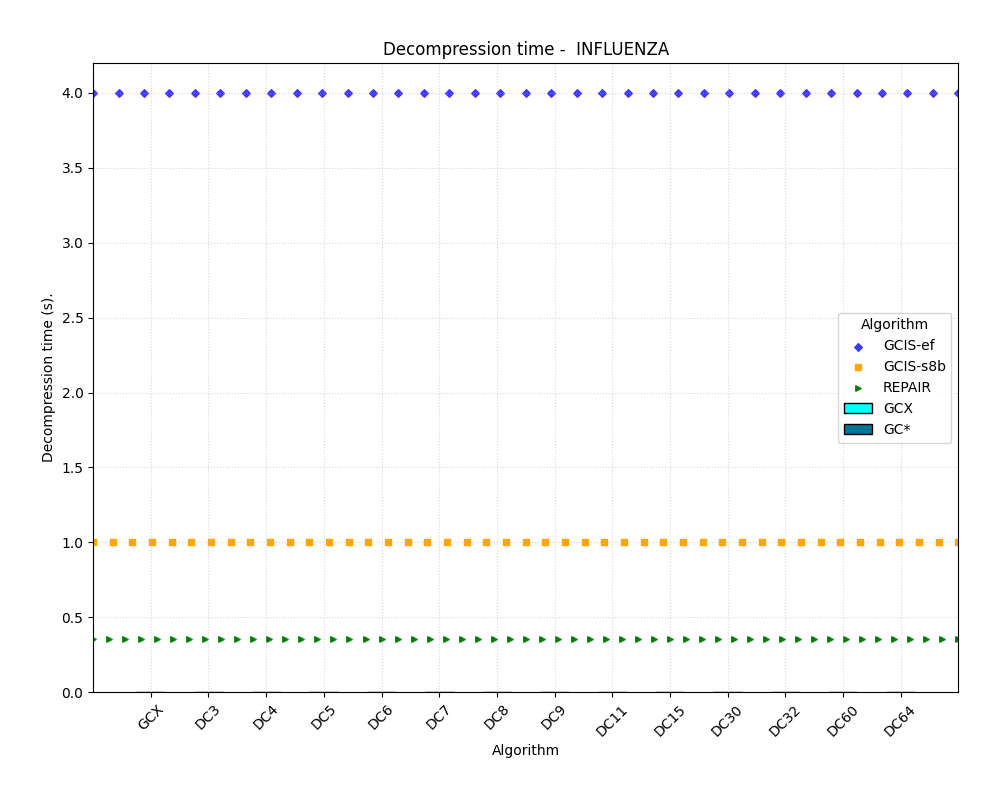 Decompression time -  INFLUENZA
4.0
3.5
3.0
2.5
2.0
1.5
1.0
0.5
0.0
Decompression time (s).
Algorithm
GCIS-ef
GCIS-s8b
REPAIR
GCX
GC*
GCX
DC3
DC4
DC5
DC6
DC7
DC8
DC9
DC11
DC15
DC30
DC32
DC60
DC64
Algorithm